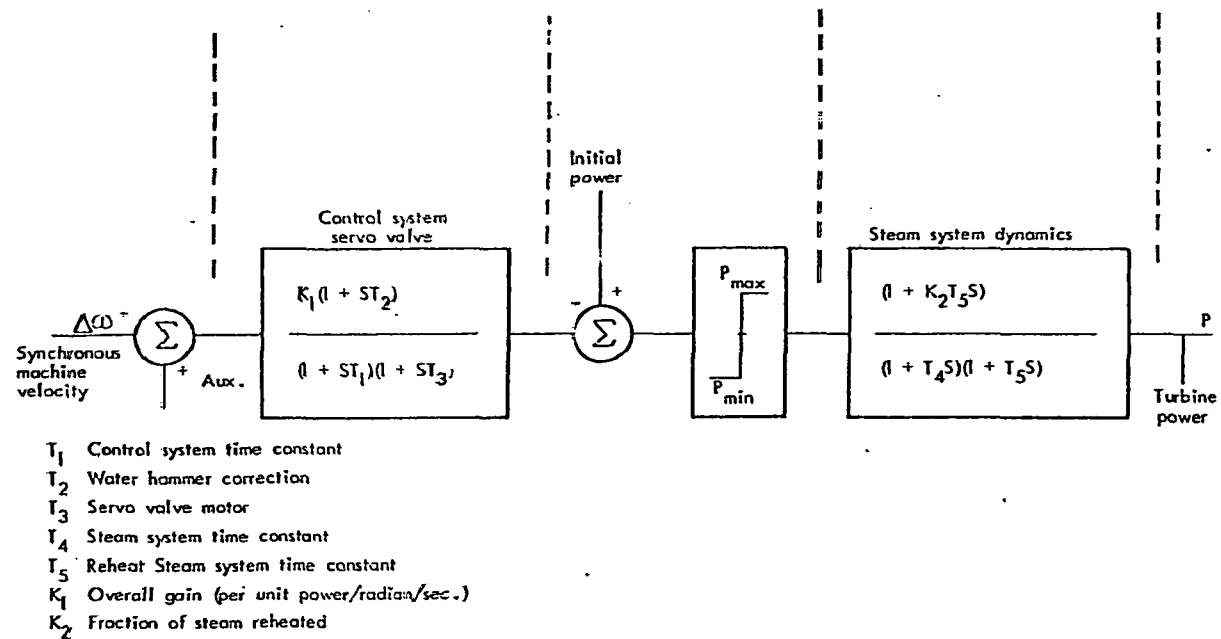 Initial
power
Control system
servo valve
Steam system dynamics
K₁(1 + ST₂)
(1 + ST₁)(1 + ST₃)
- +
Σ
P max
P min
(1 + K₂T₅S)
(1 + T₄S)(1 + T₅S)
Δω -
Σ
+
Aux.
Synchronous
machine
velocity
P
Turbine
power
T₁ Control system time constant
T₂ Water hammer correction
T₃ Servo valve motor
T₄ Steam system time constant
T₅ Reheat Steam system time constant
K₁ Overall gain (per unit power/radian/sec.)
K₂ Fraction of steam reheated